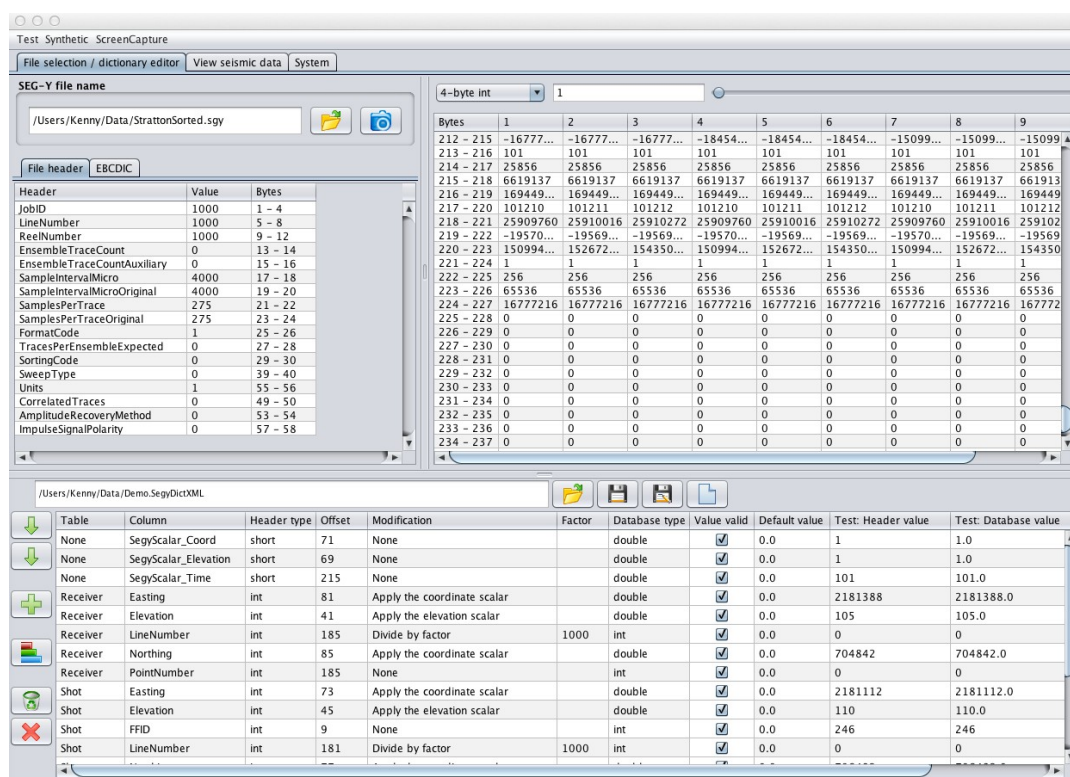 Test Synthetic ScreenCapture
File selection / dictionary editor View seismic data System
SEG-Y file name
/Users/Kenny/Data/StrattonSorted.sgy
File header EBCDIC
Header Value Bytes
JobID 1000 1 - 4
LineNumber 1000 5 - 8
ReelNumber 1000 9 - 12
EnsembleTraceCount 0 13 - 14
EnsembleTraceCountAuxiliary 0 15 - 16
SampleIntervalMicro 4000 17 - 18
SampleIntervalMicroOriginal 4000 19 - 20
SamplesPerTrace 275 21 - 22
SamplesPerTraceOriginal 275 23 - 24
FormatCode 1 25 - 26
TracesPerEnsembleExpected 0 27 - 28
SortingCode 0 29 - 30
SweepType 0 39 - 40
Units 1 55 - 56
CorrelatedTraces 0 49 - 50
AmplitudeRecoveryMethod 0 53 - 54
ImpulseSignalPolarity 0 57 - 58
4-byte int 1
Bytes 1 2 3 4 5 6 7 8 9
212 - 215 -16777... -16777... -16777... -18454... -18454... -18454... -15099... -15099... -15099
213 - 216 101 101 101 101 101 101 101 101 101
214 - 217 25856 25856 25856 25856 25856 25856 25856 25856 25856
215 - 218 6619137 6619137 6619137 6619137 6619137 6619137 6619137 6619137 661913
216 - 219 169449... 169449... 169449... 169449... 169449... 169449... 169449... 169449... 169449
217 - 220 101210 101211 101212 101210 101211 101212 101210 101211 101212
218 - 221 25909760 25910016 25910272 25909760 25910016 25910272 25909760 25910016 259102
219 - 222 -19570... -19569... -19569... -19570... -19569... -19569... -19570... -19569... -19569
220 - 223 150994... 152672... 154350... 150994... 152672... 154350... 150994... 152672... 154350
221 - 224 1 1 1 1 1 1 1 1 1
222 - 225 256 256 256 256 256 256 256 256 256
223 - 226 65536 65536 65536 65536 65536 65536 65536 65536 65536
224 - 227 16777216 16777216 16777216 16777216 16777216 16777216 16777216 16777216 167772
225 - 228 0 0 0 0 0 0 0 0 0
226 - 229 0 0 0 0 0 0 0 0 0
227 - 230 0 0 0 0 0 0 0 0 0
228 - 231 0 0 0 0 0 0 0 0 0
229 - 232 0 0 0 0 0 0 0 0 0
230 - 233 0 0 0 0 0 0 0 0 0
231 - 234 0 0 0 0 0 0 0 0 0
232 - 235 0 0 0 0 0 0 0 0 0
233 - 236 0 0 0 0 0 0 0 0 0
234 - 237 0 0 0 0 0 0 0 0 0
/Users/Kenny/Data/Demo.SegyDictXML
Table Column Header type Offset Modification Factor Database type Value valid Default value Test: Header value Test: Database value
None SegyScalar_Coord short 71 None double 0.0 1 1.0
None SegyScalar_Elevation short 69 None double 0.0 1 1.0
None SegyScalar_Time short 215 None double 0.0 101 101.0
Receiver Easting int 81 Apply the coordinate scalar double 0.0 2181388 2181388.0
Receiver Elevation int 41 Apply the elevation scalar double 0.0 105 105.0
Receiver LineNumber int 185 Divide by factor 1000 int 0.0 0 0
Receiver Northing int 85 Apply the coordinate scalar double 0.0 704842 704842.0
Receiver PointNumber int 185 None int 0.0 0 0
Shot Easting int 73 Apply the coordinate scalar double 0.0 2181112 2181112.0
Shot Elevation int 45 Apply the elevation scalar double 0.0 110 110.0
Shot FFID int 9 None int 0.0 246 246
Shot LineNumber int 181 Divide by factor 1000 int 0.0 0 0